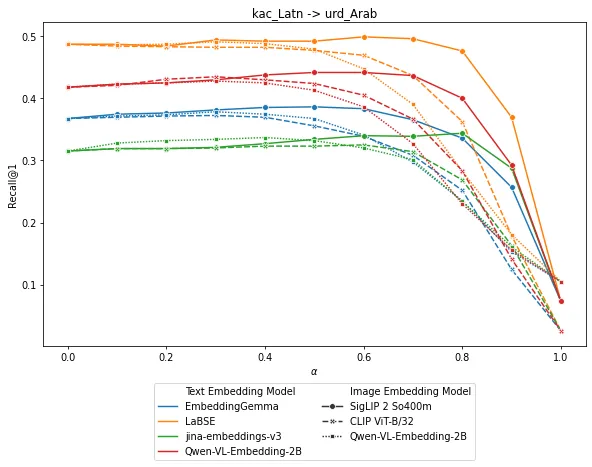 kac_Latn -> urd_Arab
Recall@1
0.5
0.4
0.3
0.2
0.1
0.0 0.2 0.4 0.6 0.8 1.0
α
Text Embedding Model
EmbeddingGemma
LaBSE
jina-embeddings-v3
Qwen-VL-Embedding-2B
Image Embedding Model
SigLIP 2 So400m
CLIP ViT-B/32
Qwen-VL-Embedding-2B